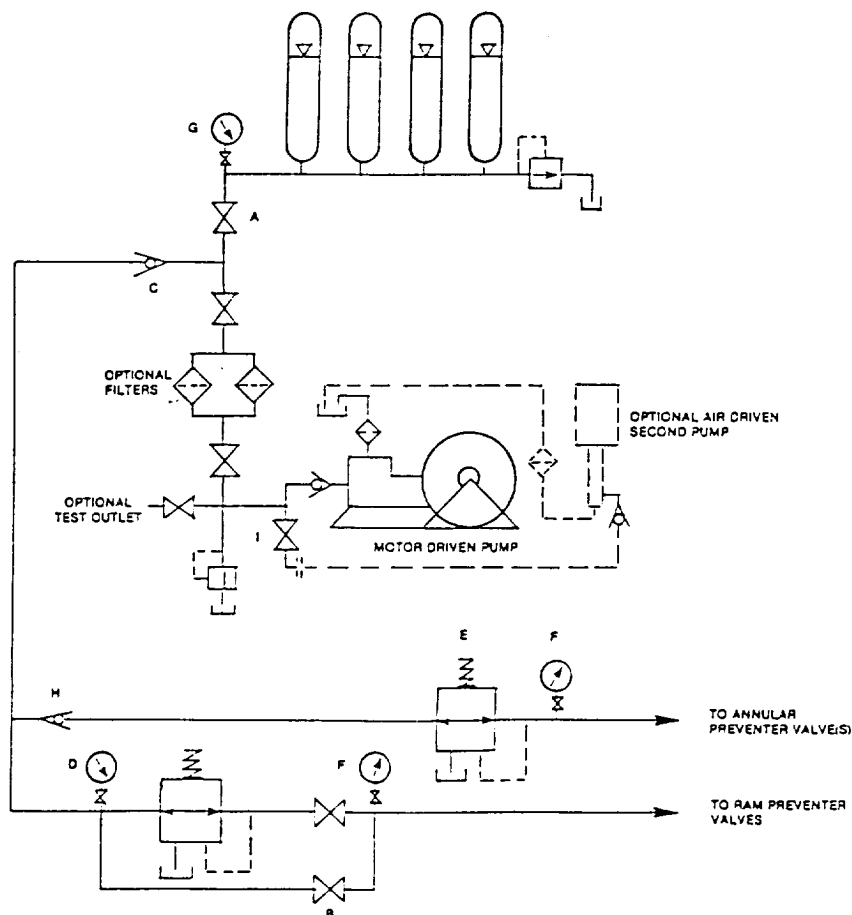 G
A
C
OPTIONAL
FILTERS
OPTIONAL AIR DRIVEN
SECOND PUMP
OPTIONAL
TEST OUTLET
I
MOTOR DRIVEN PUMP
E
F
H
TO ANNULAR
PREVENTER VALVE(S)
D
F
TO RAM PREVENTER
VALVES
B